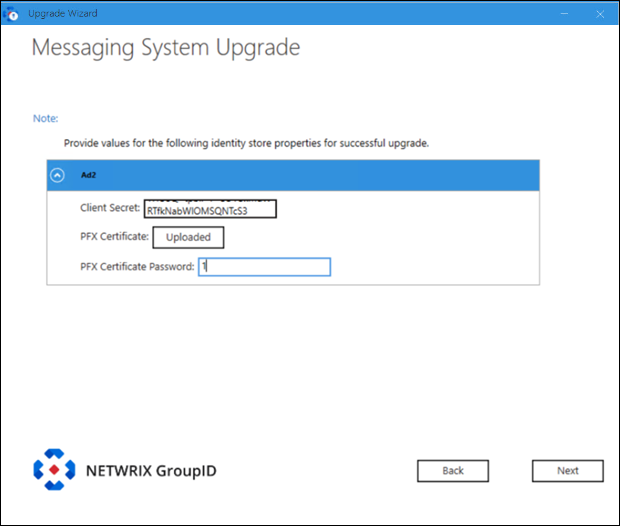 Upgrade Wizard
Messaging System Upgrade
Note:
Provide values for the following identity store properties for successful upgrade.
Ad2
Client Secret:
RTfkNabWIOMSQNTcS3
PFX Certificate: Uploaded
PFX Certificate Password: 1
NETWRIX GroupID
Back Next